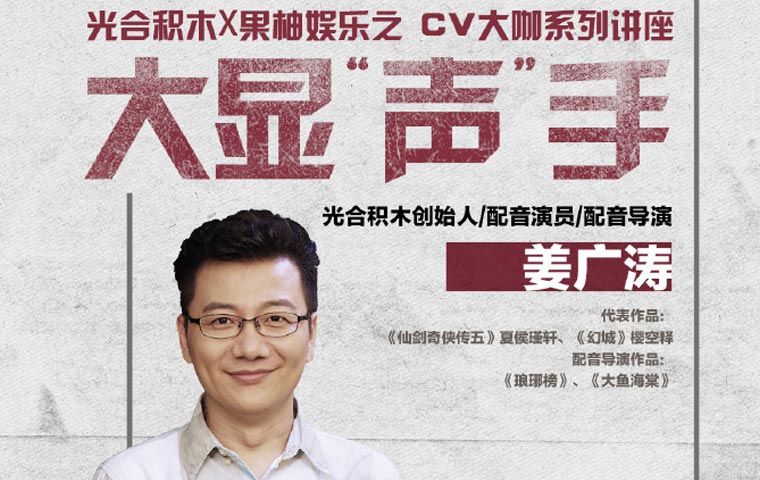 光合积木X果柚娱乐之 CV大咖系列讲座
大显“声”手
光合积木创始人/配音演员/配音导演
姜广涛
代表作品:
《仙剑奇侠传五》夏侯瑾轩、《幻城》樱空释
配音导演作品:
《琅琊榜》、《大鱼海棠》